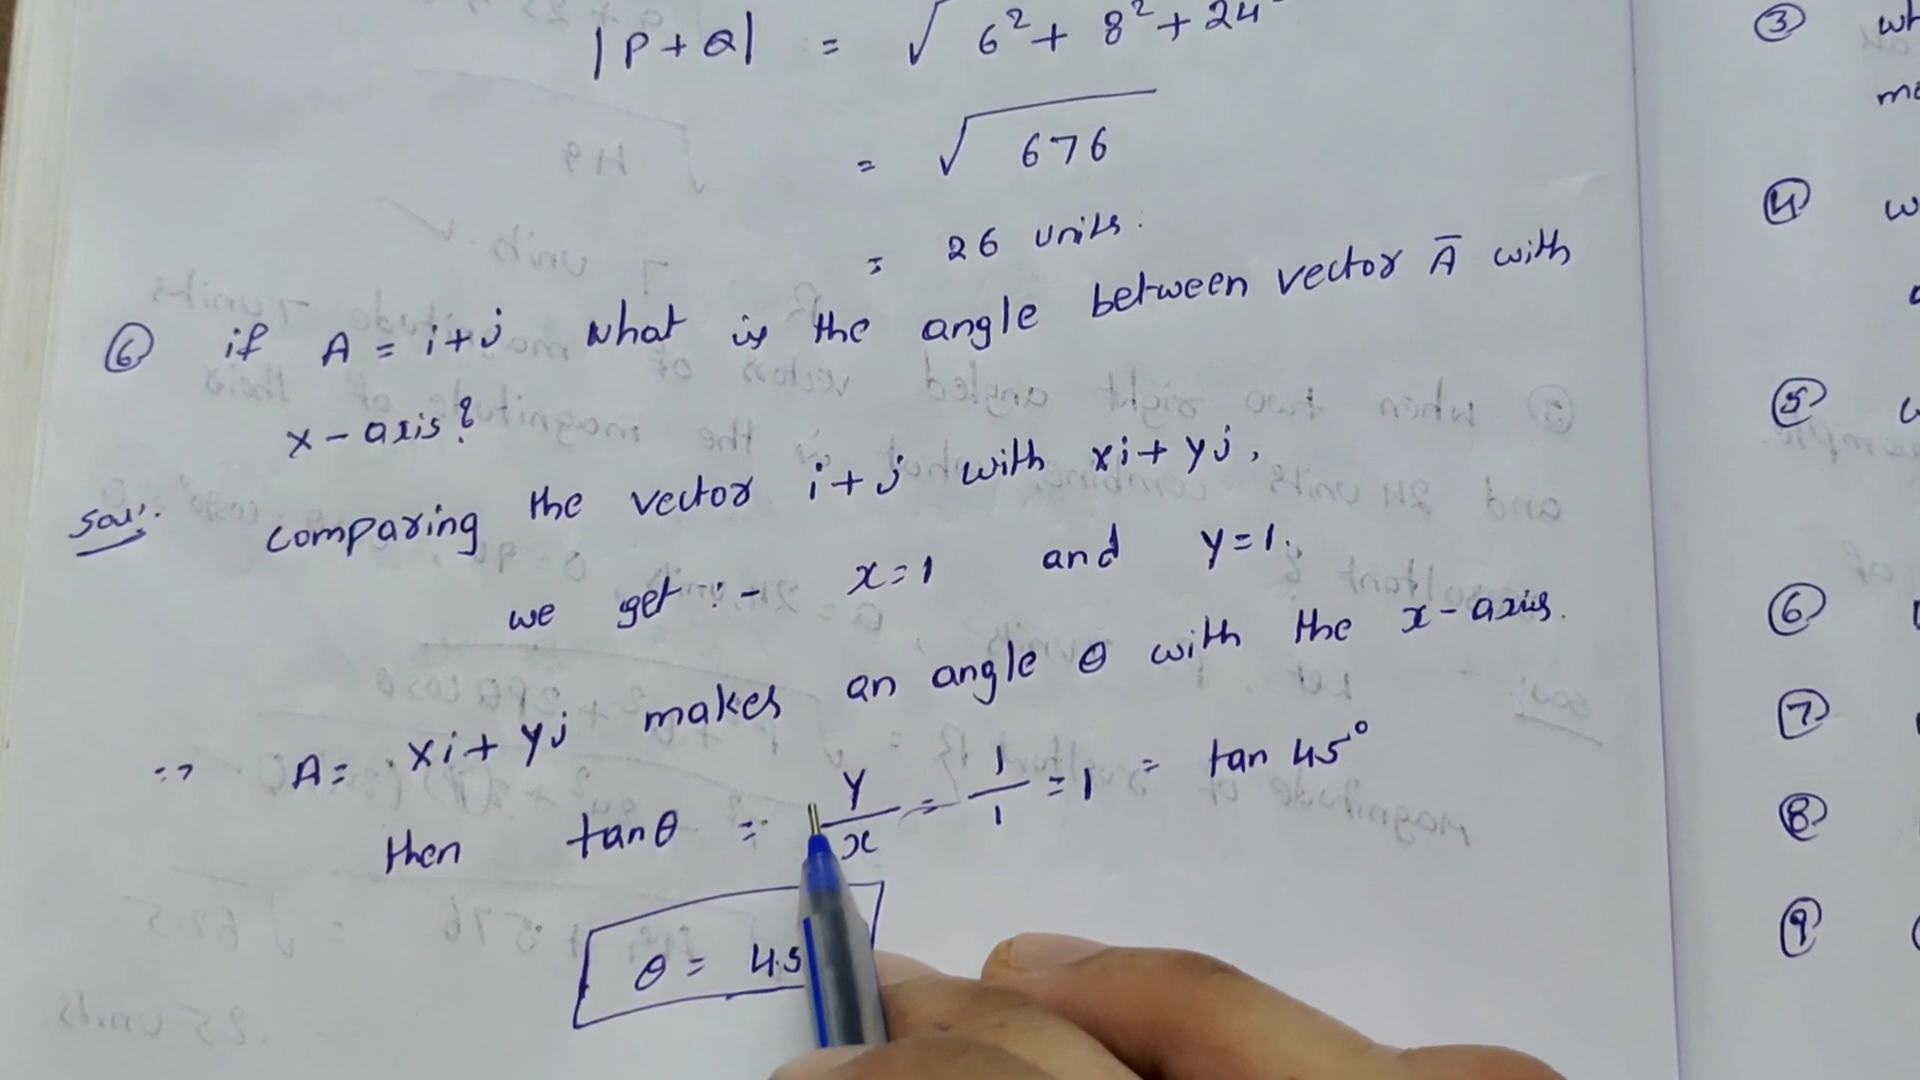 |P+Q| = √ 6² + 8² + 24
= √ 676
= 26 units.
⑥ if A = i+j what is the angle between vector A̅ with
x-axis?
Sol:. comparing the vector i+j with xi+yj,
we get :- x=1 and y=1.
A= xi+yj makes an angle θ with the x-axis.
then tanθ = y/x = 1/1 = 1 = tan 45°
θ = 45
③ wh
④ w
⑤
⑥
⑦
⑧
⑨